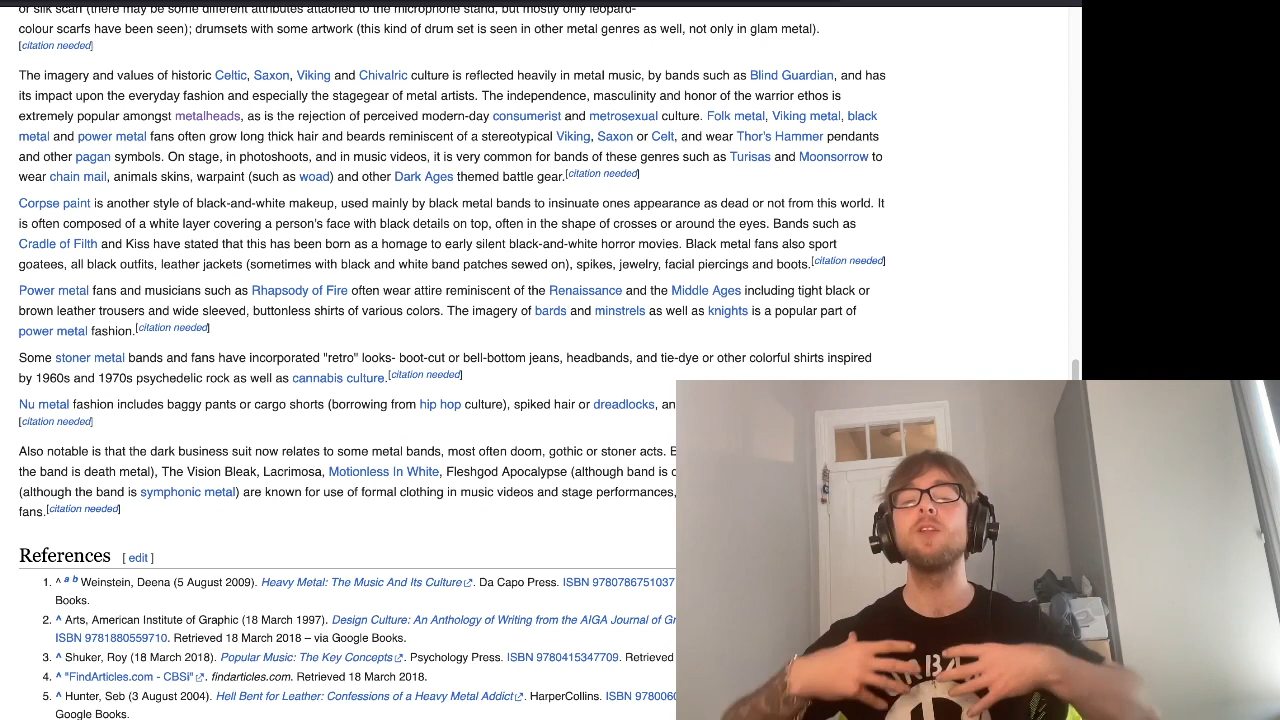 or silk scarf (there may be some different attributes attached to the microphone stand, but mostly only leopard-
colour scarfs have been seen); drumsets with some artwork (this kind of drum set is seen in other metal genres as well, not only in glam metal).
[citation needed]
The imagery and values of historic Celtic, Saxon, Viking and Chivalric culture is reflected heavily in metal music, by bands such as Blind Guardian, and has
its impact upon the everyday fashion and especially the stagegear of metal artists. The independence, masculinity and honor of the warrior ethos is
extremely popular amongst metalheads, as is the rejection of perceived modern-day consumerist and metrosexual culture. Folk metal, Viking metal, black
metal and power metal fans often grow long thick hair and beards reminiscent of a stereotypical Viking, Saxon or Celt, and wear Thor's Hammer pendants
and other pagan symbols. On stage, in photoshoots, and in music videos, it is very common for bands of these genres such as Turisas and Moonsorrow to
wear chain mail, animals skins, warpaint (such as woad) and other Dark Ages themed battle gear.[citation needed]
Corpse paint is another style of black-and-white makeup, used mainly by black metal bands to insinuate ones appearance as dead or not from this world. It
is often composed of a white layer covering a person's face with black details on top, often in the shape of crosses or around the eyes. Bands such as
Cradle of Filth and Kiss have stated that this has been born as a homage to early silent black-and-white horror movies. Black metal fans also sport
goatees, all black outfits, leather jackets (sometimes with black and white band patches sewed on), spikes, jewelry, facial piercings and boots.[citation needed]
Power metal fans and musicians such as Rhapsody of Fire often wear attire reminiscent of the Renaissance and the Middle Ages including tight black or
brown leather trousers and wide sleeved, buttonless shirts of various colors. The imagery of bards and minstrels as well as knights is a popular part of
power metal fashion.[citation needed]
Some stoner metal bands and fans have incorporated "retro" looks- boot-cut or bell-bottom jeans, headbands, and tie-dye or other colorful shirts inspired
by 1960s and 1970s psychedelic rock as well as cannabis culture.[citation needed]
Nu metal fashion includes baggy pants or cargo shorts (borrowing from hip hop culture), spiked hair or dreadlocks, an
[citation needed]
Also notable is that the dark business suit now relates to some metal bands, most often doom, gothic or stoner acts. B
the band is death metal), The Vision Bleak, Lacrimosa, Motionless In White, Fleshgod Apocalypse (although band is
(although the band is symphonic metal) are known for use of formal clothing in music videos and stage performances,
fans.[citation needed]
References [ edit ]
1. ^ a b Weinstein, Deena (5 August 2009). Heavy Metal: The Music And Its Culture. Da Capo Press. ISBN 9780786751037
Books.
2. ^ Arts, American Institute of Graphic (18 March 1997). Design Culture: An Anthology of Writing from the AIGA Journal of Gr
ISBN 9781880559710. Retrieved 18 March 2018 – via Google Books.
3. ^ Shuker, Roy (18 March 2018). Popular Music: The Key Concepts. Psychology Press. ISBN 9780415347709. Retrieved
4. ^ "FindArticles.com - CBSi". findarticles.com. Retrieved 18 March 2018.
5. ^ Hunter, Seb (3 August 2004). Hell Bent for Leather: Confessions of a Heavy Metal Addict. HarperCollins. ISBN 978006
Google Books.